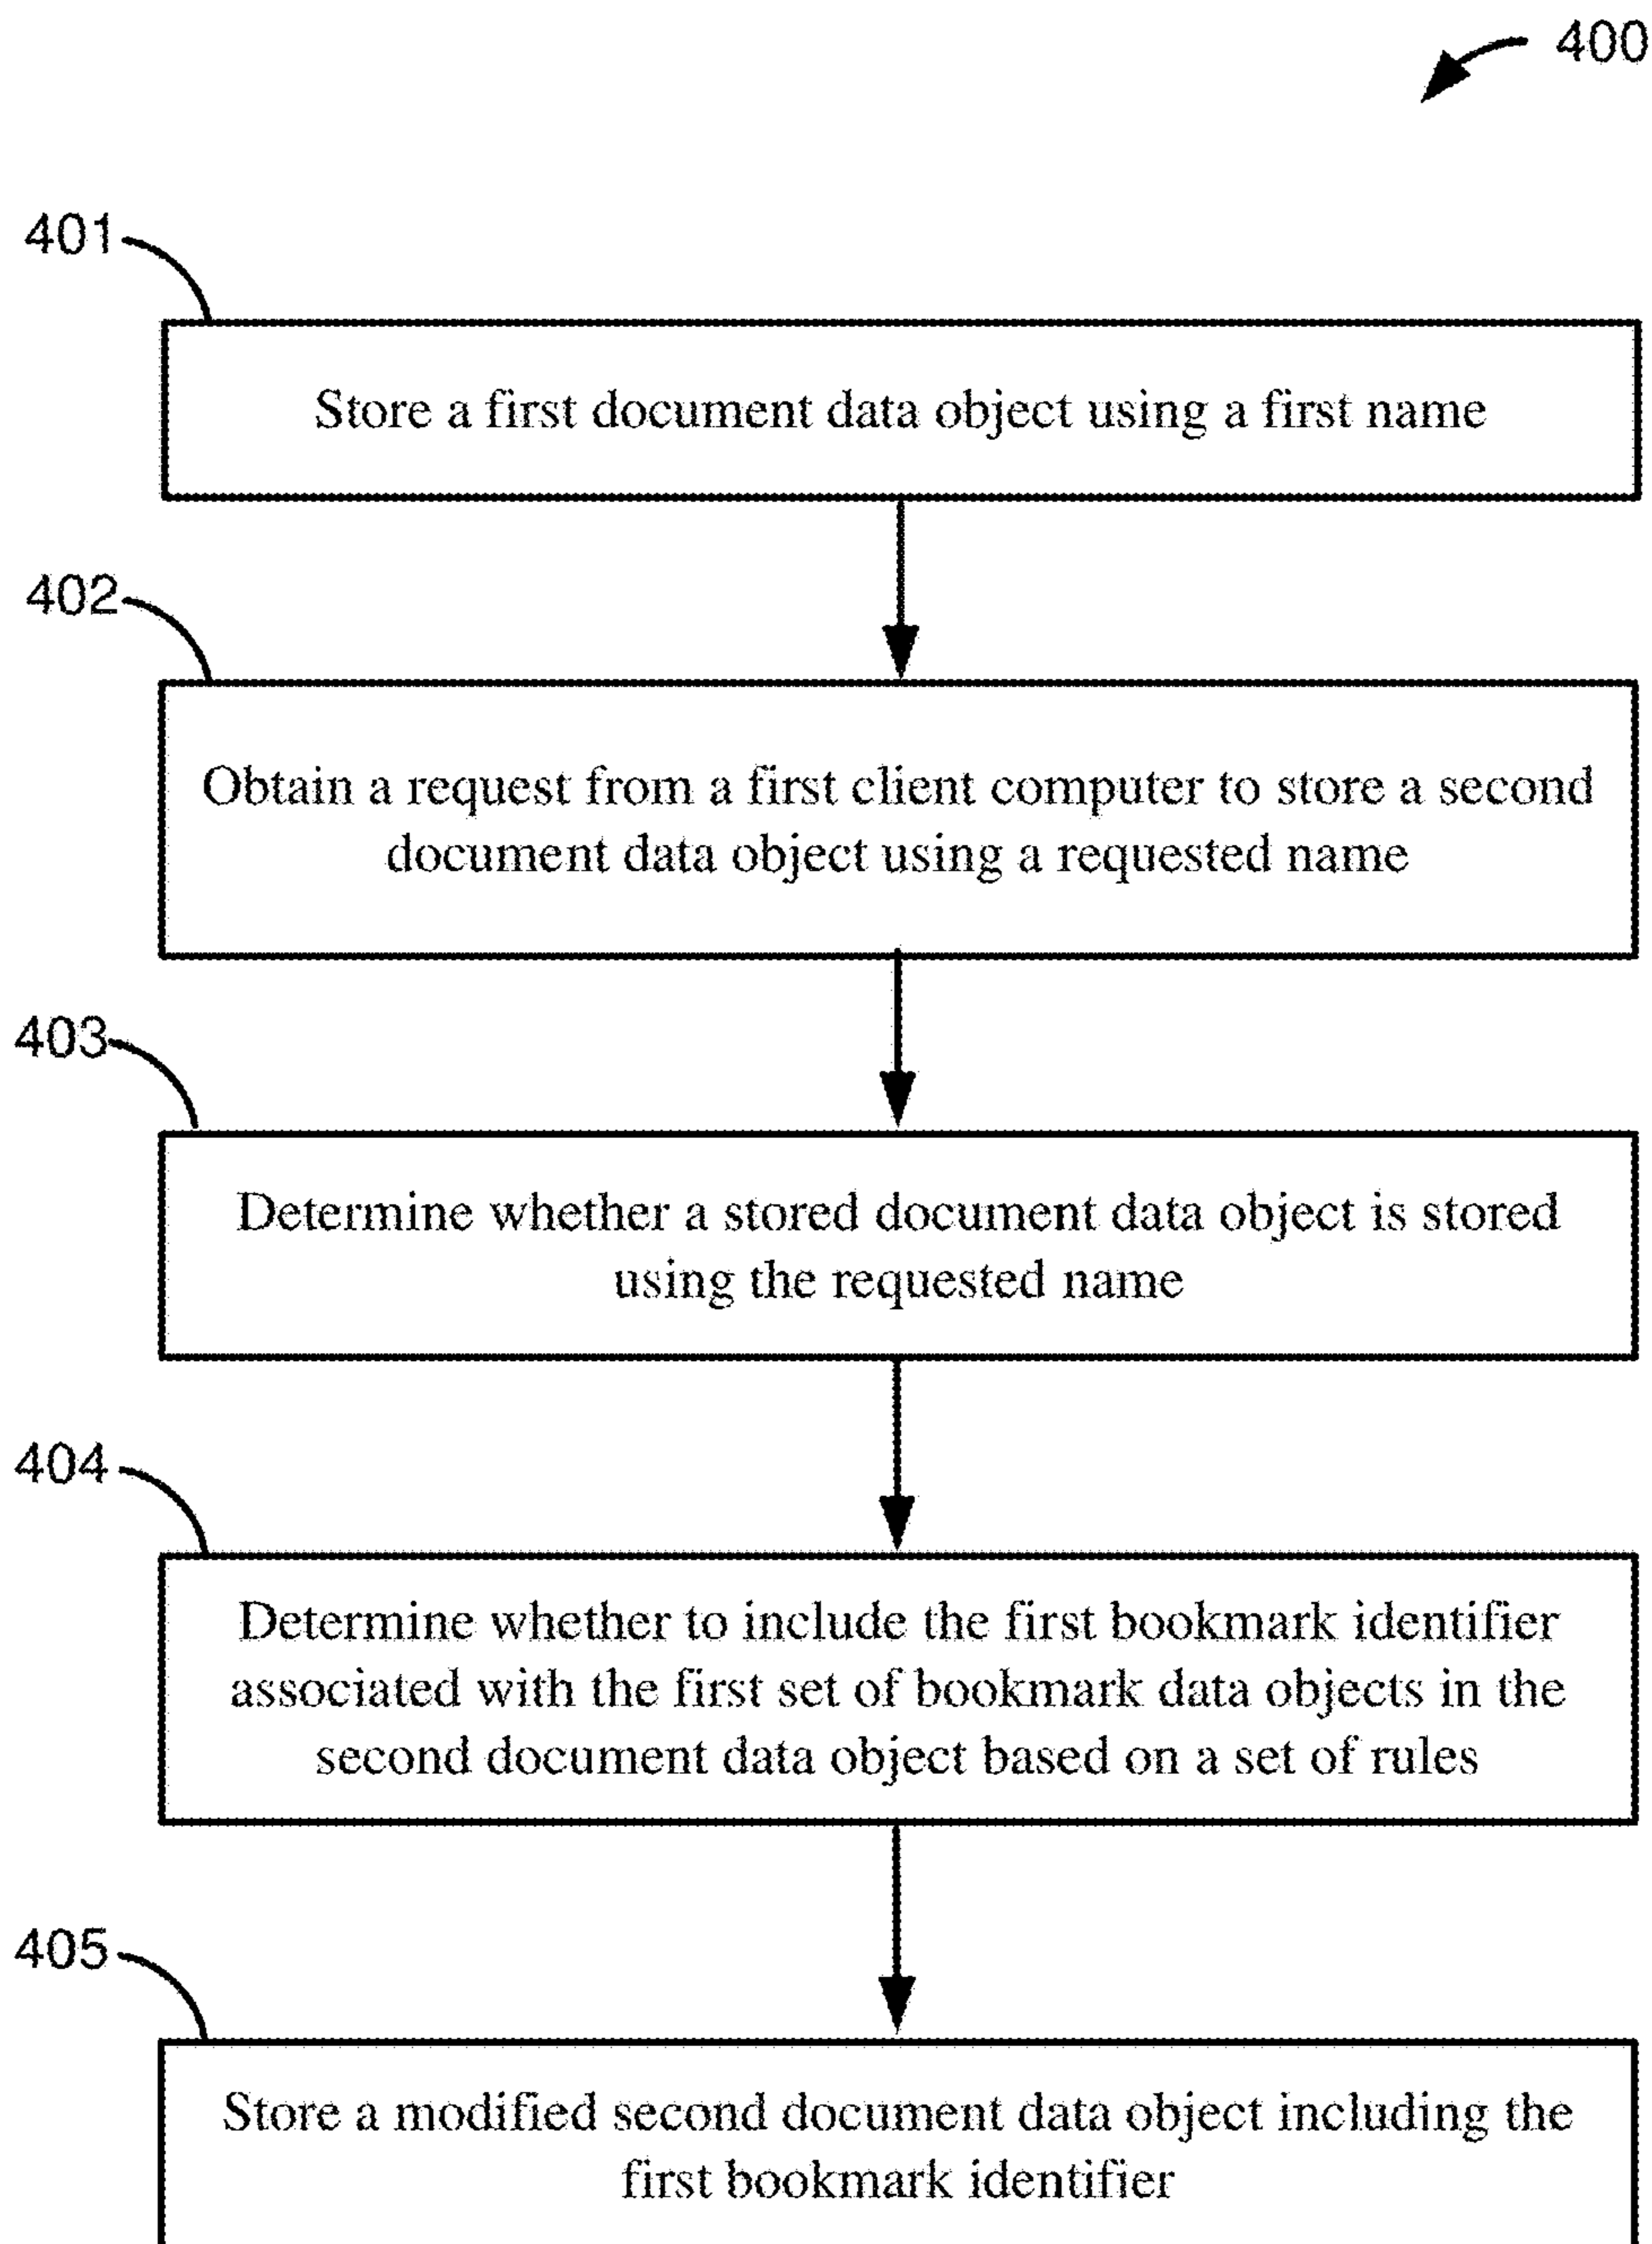 400
401
Store a first document data object using a first name
402
Obtain a request from a first client computer to store a second
document data object using a requested name
403
Determine whether a stored document data object is stored
using the requested name
404
Determine whether to include the first bookmark identifier
associated with the first set of bookmark data objects in the
second document data object based on a set of rules
405
Store a modified second document data object including the
first bookmark identifier